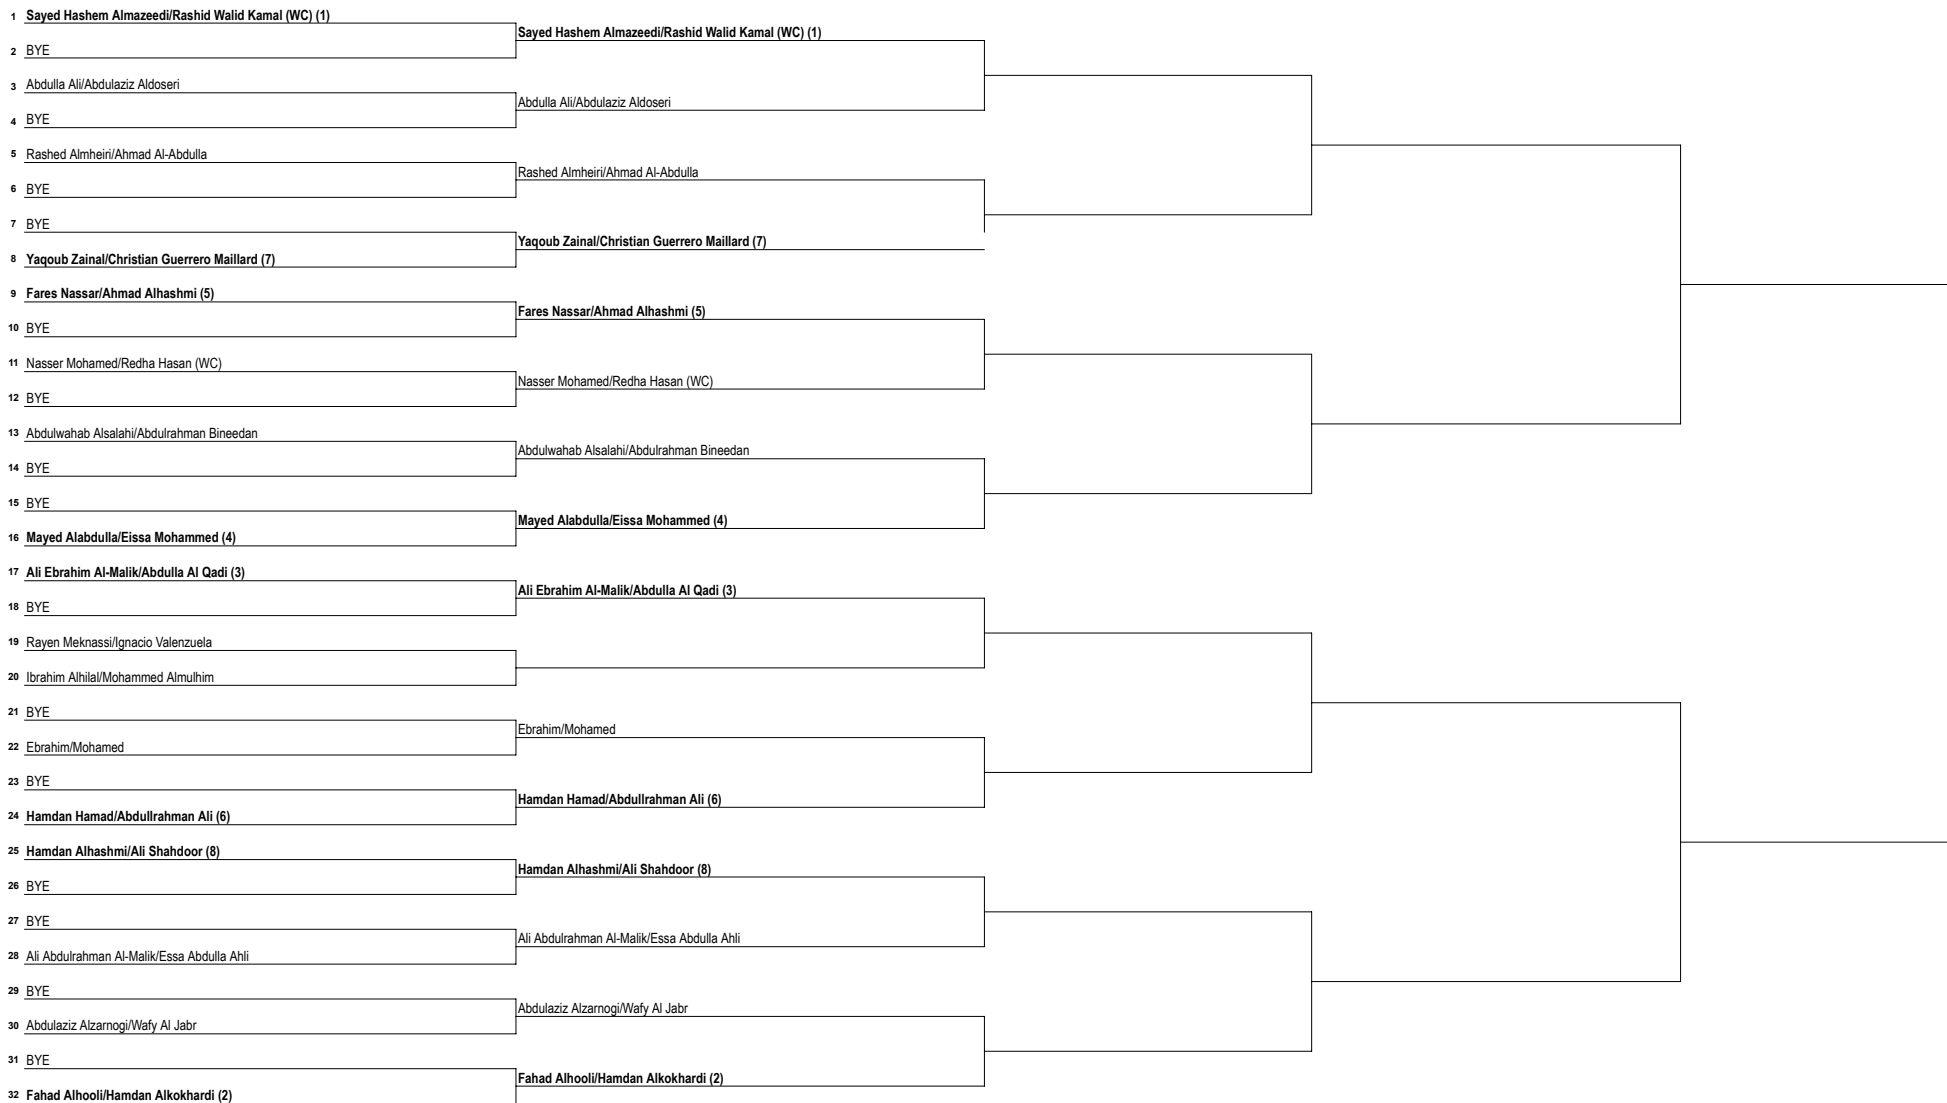 1 Sayed Hashem Almazeedi/Rashid Walid Kamal (WC) (1)
Sayed Hashem Almazeedi/Rashid Walid Kamal (WC) (1)
2 BYE
3 Abdulla Ali/Abdulaziz Aldoseri
Abdulla Ali/Abdulaziz Aldoseri
4 BYE
5 Rashed Almheiri/Ahmad Al-Abdulla
Rashed Almheiri/Ahmad Al-Abdulla
6 BYE
7 BYE
Yaqoub Zainal/Christian Guerrero Maillard (7)
8 Yaqoub Zainal/Christian Guerrero Maillard (7)
9 Fares Nassar/Ahmad Alhashmi (5)
Fares Nassar/Ahmad Alhashmi (5)
10 BYE
11 Nasser Mohamed/Redha Hasan (WC)
Nasser Mohamed/Redha Hasan (WC)
12 BYE
13 Abdulwahab Alsalahi/Abdulrahman Bineedan
Abdulwahab Alsalahi/Abdulrahman Bineedan
14 BYE
15 BYE
Mayed Alabdulla/Eissa Mohammed (4)
16 Mayed Alabdulla/Eissa Mohammed (4)
17 Ali Ebrahim Al-Malik/Abdulla Al Qadi (3)
Ali Ebrahim Al-Malik/Abdulla Al Qadi (3)
18 BYE
19 Rayen Meknassi/Ignacio Valenzuela
20 Ibrahim Alhilal/Mohammed Almulhim
21 BYE
Ebrahim/Mohamed
22 Ebrahim/Mohamed
23 BYE
Hamdan Hamad/Abdullrahman Ali (6)
24 Hamdan Hamad/Abdullrahman Ali (6)
25 Hamdan Alhashmi/Ali Shahdoor (8)
Hamdan Alhashmi/Ali Shahdoor (8)
26 BYE
27 BYE
Ali Abdulrahman Al-Malik/Essa Abdulla Ahli
28 Ali Abdulrahman Al-Malik/Essa Abdulla Ahli
29 BYE
Abdulaziz Alzarnogi/Wafy Al Jabr
30 Abdulaziz Alzarnogi/Wafy Al Jabr
31 BYE
Fahad Alhooli/Hamdan Alkokhardi (2)
32 Fahad Alhooli/Hamdan Alkokhardi (2)